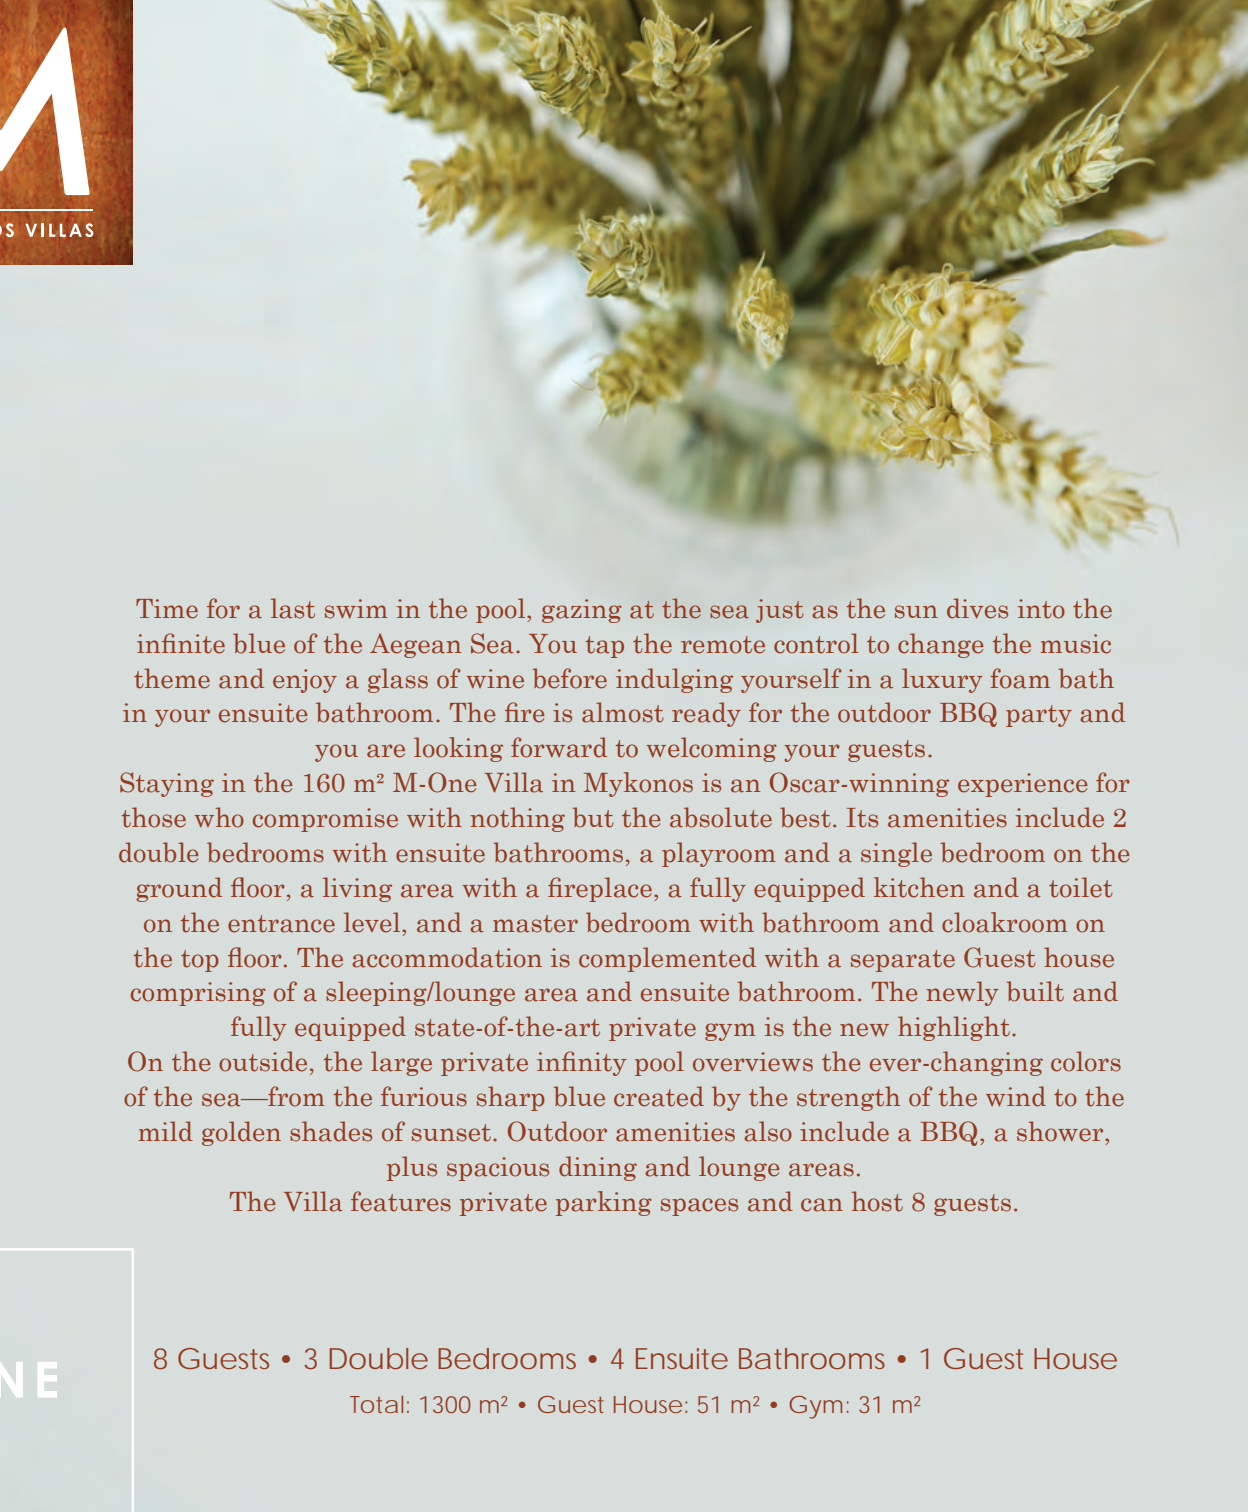 M
OS VILLAS
Time for a last swim in the pool, gazing at the sea just as the sun dives into the
infinite blue of the Aegean Sea. You tap the remote control to change the music
theme and enjoy a glass of wine before indulging yourself in a luxury foam bath
in your ensuite bathroom. The fire is almost ready for the outdoor BBQ party and
you are looking forward to welcoming your guests.
Staying in the 160 m² M-One Villa in Mykonos is an Oscar-winning experience for
those who compromise with nothing but the absolute best. Its amenities include 2
double bedrooms with ensuite bathrooms, a playroom and a single bedroom on the
ground floor, a living area with a fireplace, a fully equipped kitchen and a toilet
on the entrance level, and a master bedroom with bathroom and cloakroom on
the top floor. The accommodation is complemented with a separate Guest house
comprising of a sleeping/lounge area and ensuite bathroom. The newly built and
fully equipped state-of-the-art private gym is the new highlight.
On the outside, the large private infinity pool overviews the ever-changing colors
of the sea—from the furious sharp blue created by the strength of the wind to the
mild golden shades of sunset. Outdoor amenities also include a BBQ, a shower,
plus spacious dining and lounge areas.
The Villa features private parking spaces and can host 8 guests.
NE
8 Guests • 3 Double Bedrooms • 4 Ensuite Bathrooms • 1 Guest House
Total: 1300 m² • Guest House: 51 m² • Gym: 31 m²